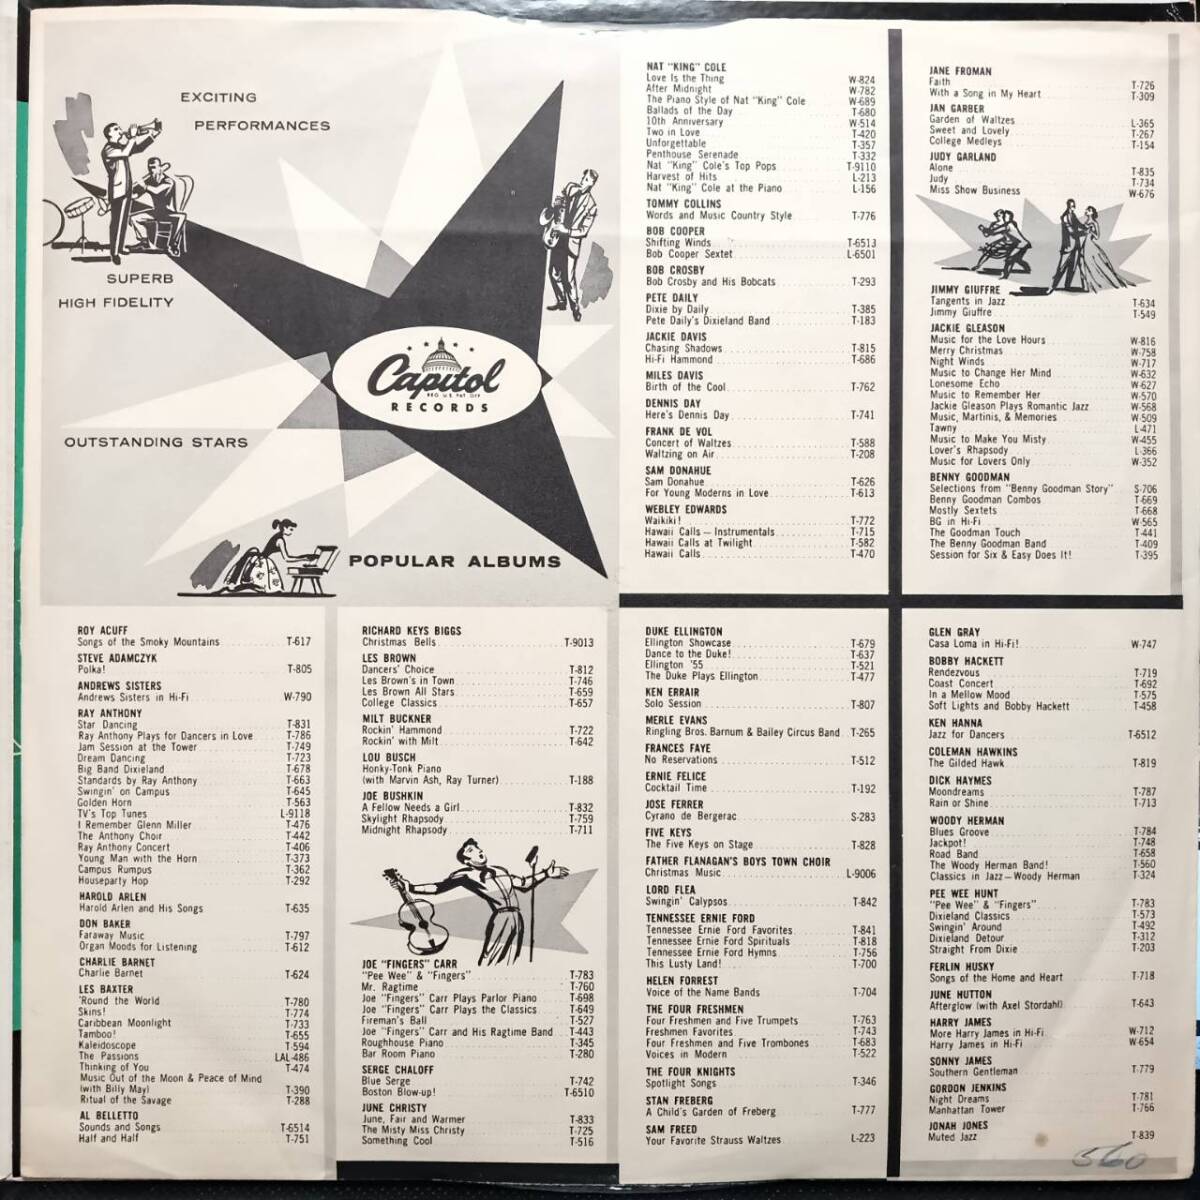 EXCITING
PERFORMANCES
SUPERB
HIGH FIDELITY
Capitol
REG. U.S. PAT. OFF.
RECORDS
OUTSTANDING STARS
POPULAR ALBUMS
ROY ACUFF
Songs of the Smoky Mountains T-617
STEVE ADAMCZYK
Polka! T-805
ANDREWS SISTERS
Andrews Sisters in Hi-Fi W-790
RAY ANTHONY
Star Dancing T-831
Ray Anthony Plays for Dancers in Love T-786
Jam Session at the Tower T-749
Dream Dancing T-723
Big Band Dixieland T-678
Standards by Ray Anthony T-663
Swingin' on Campus T-645
Golden Horn T-563
TV's Top Tunes L-9118
I Remember Glenn Miller T-476
The Anthony Choir T-442
Ray Anthony Concert T-406
Young Man with the Horn T-373
Campus Rumpus T-362
Houseparty Hop T-292
HAROLD ARLEN
Harold Arlen and His Songs T-635
DON BAKER
Faraway Music T-797
Organ Moods for Listening T-612
CHARLIE BARNET
Charlie Barnet T-624
LES BAXTER
'Round the World T-780
Skins! T-774
Caribbean Moonlight T-733
Tamboo! T-655
Kaleidoscope T-594
The Passions LAL-486
Thinking of You T-474
Music Out of the Moon & Peace of Mind
(with Billy May) T-390
Ritual of the Savage T-288
AL BELLETTO
Sounds and Songs T-6514
Half and Half T-751
RICHARD KEYS BIGGS
Christmas Bells T-9013
LES BROWN
Dancers' Choice T-812
Les Brown's in Town T-746
Les Brown All Stars T-659
College Classics T-657
MILT BUCKNER
Rockin' Hammond T-722
Rockin' with Milt T-642
LOU BUSCH
Honky-Tonk Piano
(with Marvin Ash, Ray Turner) T-188
JOE BUSHKIN
A Fellow Needs a Girl T-832
Skylight Rhapsody T-759
Midnight Rhapsody T-711
JOE "FINGERS" CARR
"Pee Wee" & "Fingers" T-783
Mr. Ragtime T-760
Joe "Fingers" Carr Plays Parlor Piano T-698
Joe "Fingers" Carr Plays the Classics T-649
Fireman's Ball T-527
Joe "Fingers" Carr and His Ragtime Band T-443
Roughhouse Piano T-345
Bar Room Piano T-280
SERGE CHALOFF
Blue Serge T-742
Boston Blow-up! T-6510
JUNE CHRISTY
June, Fair and Warmer T-833
The Misty Miss Christy T-725
Something Cool T-516
NAT "KING" COLE
Love Is the Thing W-824
After Midnight W-782
The Piano Style of Nat "King" Cole W-689
Ballads of the Day T-680
10th Anniversary W-514
Two in Love T-420
Unforgettable T-357
Penthouse Serenade T-332
Nat "King" Cole's Top Pops T-9110
Harvest of Hits L-213
Nat "King" Cole at the Piano L-156
TOMMY COLLINS
Words and Music Country Style T-776
BOB COOPER
Shifting Winds T-6513
Bob Cooper Sextet L-6501
BOB CROSBY
Bob Crosby and His Bobcats T-293
PETE DAILY
Dixie by Daily T-385
Pete Daily's Dixieland Band T-183
JACKIE DAVIS
Chasing Shadows T-815
Hi-Fi Hammond T-686
MILES DAVIS
Birth of the Cool T-762
DENNIS DAY
Here's Dennis Day T-741
FRANK DE VOL
Concert of Waltzes T-588
Waltzing on Air T-208
SAM DONAHUE
Sam Donahue T-626
For Young Moderns in Love T-613
WEBLEY EDWARDS
Waikiki! T-772
Hawaii Calls — Instrumentals T-715
Hawaii Calls at Twilight T-582
Hawaii Calls T-470
DUKE ELLINGTON
Ellington Showcase T-679
Dance to the Duke! T-637
Ellington '55 T-521
The Duke Plays Ellington T-477
KEN ERRAIR
Solo Session T-807
MERLE EVANS
Ringling Bros. Barnum & Bailey Circus Band T-265
FRANCES FAYE
No Reservations T-512
ERNIE FELICE
Cocktail Time T-192
JOSE FERRER
Cyrano de Bergerac S-283
FIVE KEYS
The Five Keys on Stage T-828
FATHER FLANAGAN'S BOYS TOWN CHOIR
Christmas Music L-9006
LORD FLEA
Swingin' Calypsos T-842
TENNESSEE ERNIE FORD
Tennessee Ernie Ford Favorites T-841
Tennessee Ernie Ford Spirituals T-818
Tennessee Ernie Ford Hymns T-756
This Lusty Land! T-700
HELEN FORREST
Voice of the Name Bands T-704
THE FOUR FRESHMEN
Four Freshmen and Five Trumpets T-763
Freshmen Favorites T-743
Four Freshmen and Five Trombones T-683
Voices in Modern T-522
THE FOUR KNIGHTS
Spotlight Songs T-346
STAN FREBERG
A Child's Garden of Freberg T-777
SAM FREED
Your Favorite Strauss Waltzes L-223
JANE FROMAN
Faith T-726
With a Song in My Heart T-309
JAN GARBER
Garden of Waltzes L-365
Sweet and Lovely T-267
College Medleys T-154
JUDY GARLAND
Alone T-835
Judy T-734
Miss Show Business W-676
JIMMY GIUFFRE
Tangents in Jazz T-634
Jimmy Giuffre T-549
JACKIE GLEASON
Music for the Love Hours W-816
Merry Christmas W-758
Night Winds W-717
Music to Change Her Mind W-632
Lonesome Echo W-627
Music to Remember Her W-570
Jackie Gleason Plays Romantic Jazz W-568
Music, Martinis, & Memories W-509
Tawny L-471
Music to Make You Misty W-455
Lover's Rhapsody L-366
Music for Lovers Only W-352
BENNY GOODMAN
Selections from "Benny Goodman Story" S-706
Benny Goodman Combos T-669
Mostly Sextets T-668
BG in Hi-Fi W-565
The Goodman Touch T-441
The Benny Goodman Band T-409
Session for Six & Easy Does It! T-395
GLEN GRAY
Casa Loma in Hi-Fi! W-747
BOBBY HACKETT
Rendezvous T-719
Coast Concert T-692
In a Mellow Mood T-575
Soft Lights and Bobby Hackett T-458
KEN HANNA
Jazz for Dancers T-6512
COLEMAN HAWKINS
The Gilded Hawk T-819
DICK HAYMES
Moondreams T-787
Rain or Shine T-713
WOODY HERMAN
Blues Groove T-784
Jackpot! T-748
Road Band T-658
The Woody Herman Band! T-560
Classics in Jazz — Woody Herman T-324
PEE WEE HUNT
"Pee Wee" & "Fingers" T-783
Dixieland Classics T-573
Swingin' Around T-492
Dixieland Detour T-312
Straight From Dixie T-203
FERLIN HUSKY
Songs of the Home and Heart T-718
JUNE HUTTON
Afterglow (with Axel Stordahl) T-643
HARRY JAMES
More Harry James in Hi-Fi W-712
Harry James in Hi-Fi W-654
SONNY JAMES
Southern Gentleman T-779
GORDON JENKINS
Night Dreams T-781
Manhattan Tower T-766
JONAH JONES
Muted Jazz T-839
560